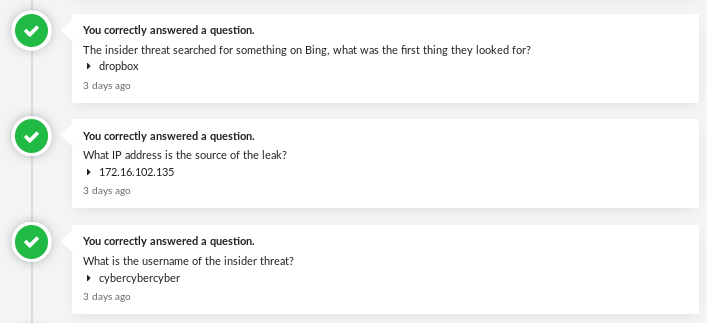 You correctly answered a question.
The insider threat searched for something on Bing, what was the first thing they looked for?
dropbox
3 days ago
You correctly answered a question.
What IP address is the source of the leak?
172.16.102.135
3 days ago
You correctly answered a question.
What is the username of the insider threat?
cybercybercyber
3 days ago